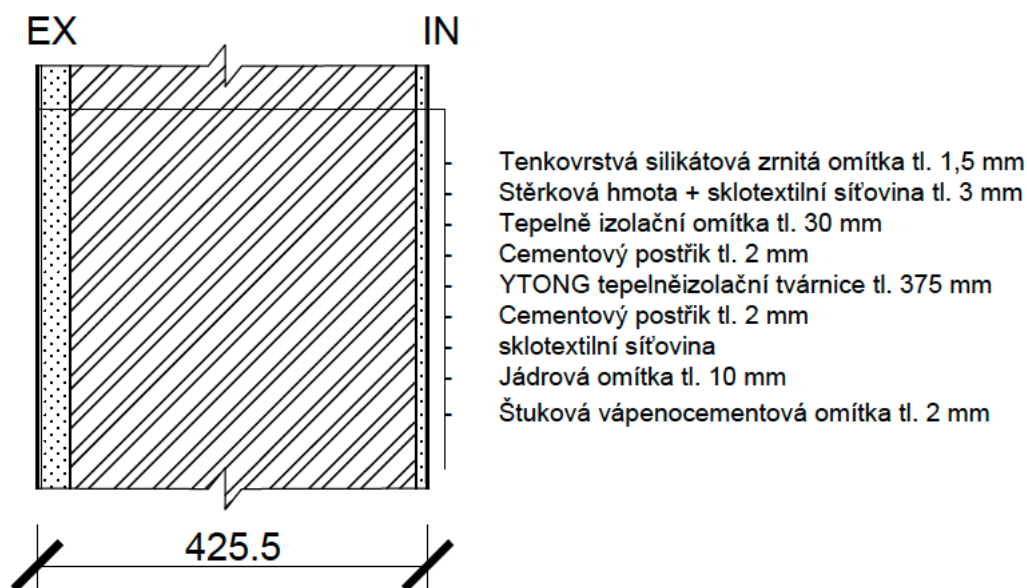 EX
IN
Tenkovrstvá silikátová zrnitá omítka tl. 1,5 mm
Stěrková hmota + sklotextilní síťovina tl. 3 mm
Tepelně izolační omítka tl. 30 mm
Cementový postřik tl. 2 mm
YTONG tepelněizolační tvárnice tl. 375 mm
Cementový postřik tl. 2 mm
sklotextilní síťovina
Jádrová omítka tl. 10 mm
Štuková vápenocementová omítka tl. 2 mm
425.5